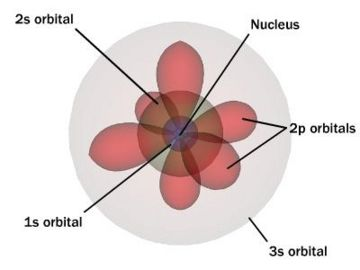 2s orbital
Nucleus
2p orbitals
1s orbital
3s orbital